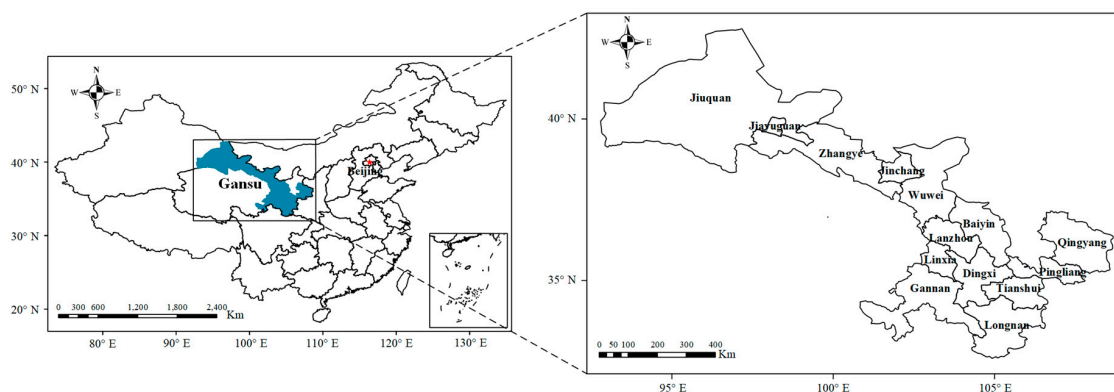 N
W E
S
50° N
40° N
30° N
20° N
Gansu
Beijing
0 300 600 1,200 1,800 2,400
Km
80° E 90° E 100° E 110° E 120° E 130° E
N
W E
S
40° N
35° N
Jiuquan
Jiayuguan
Zhangye
Jinchang
Wuwei
Baiyin
Lanzhou
Qingyang
Linxia
Dingxi
Pingliang
Gannan
Tianshui
Longnan
0 50 100 200 300 400
Km
95° E 100° E 105° E